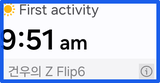 First activity
9:51 am
건우의 Z Flip6